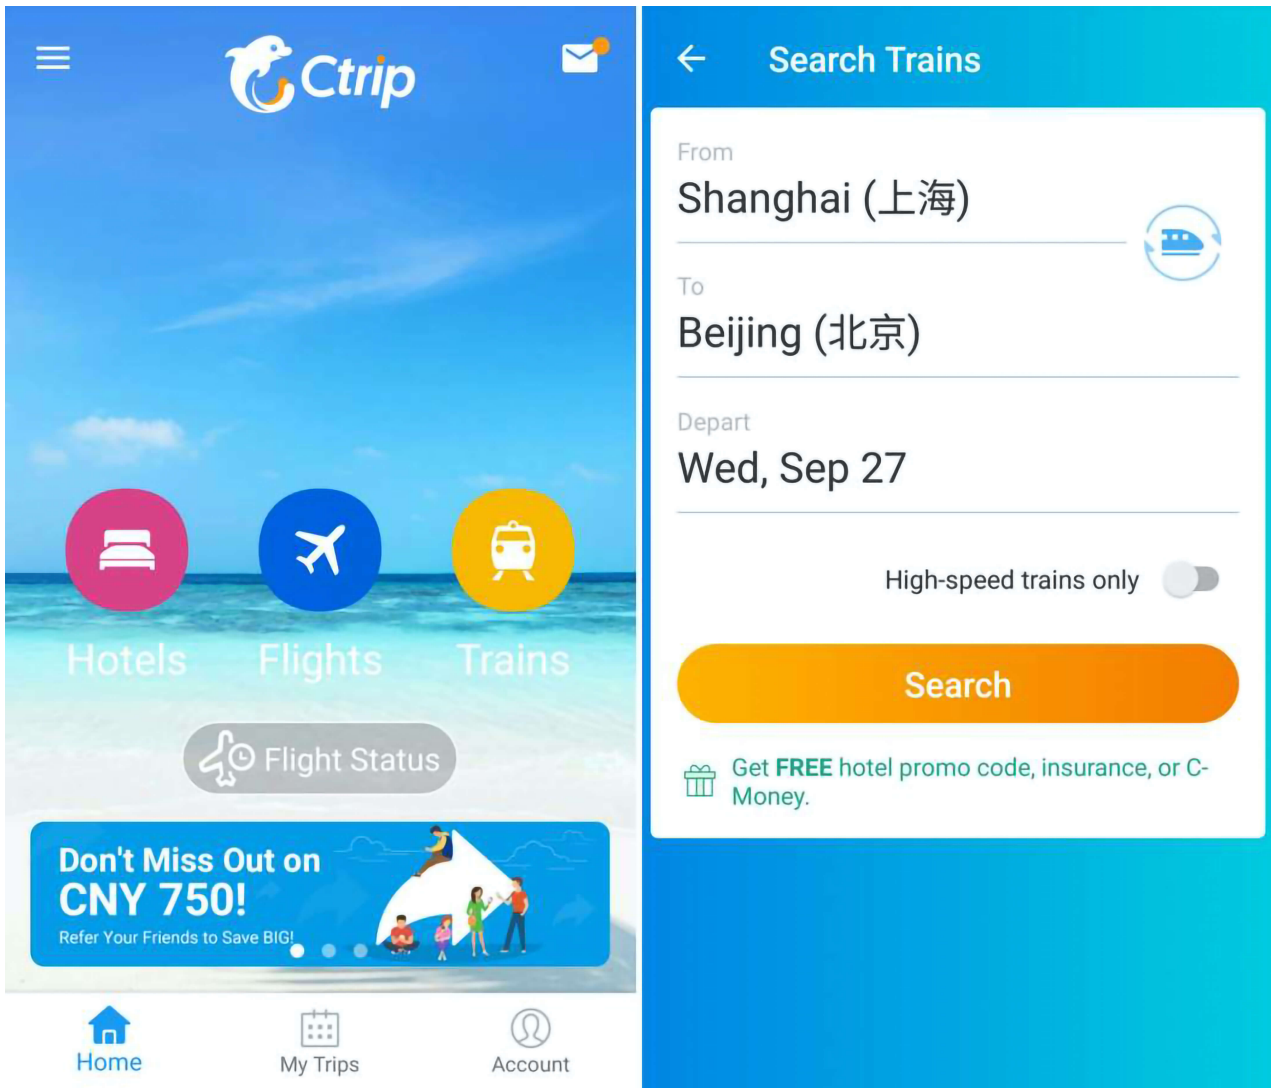 Ctrip
Hotels
Flights
Trains
Flight Status
Don't Miss Out on
CNY 750!
Refer Your Friends to Save BIG!
Home
My Trips
Account
Search Trains
From
Shanghai (上海)
To
Beijing (北京)
Depart
Wed, Sep 27
High-speed trains only
Search
Get FREE hotel promo code, insurance, or C-
Money.